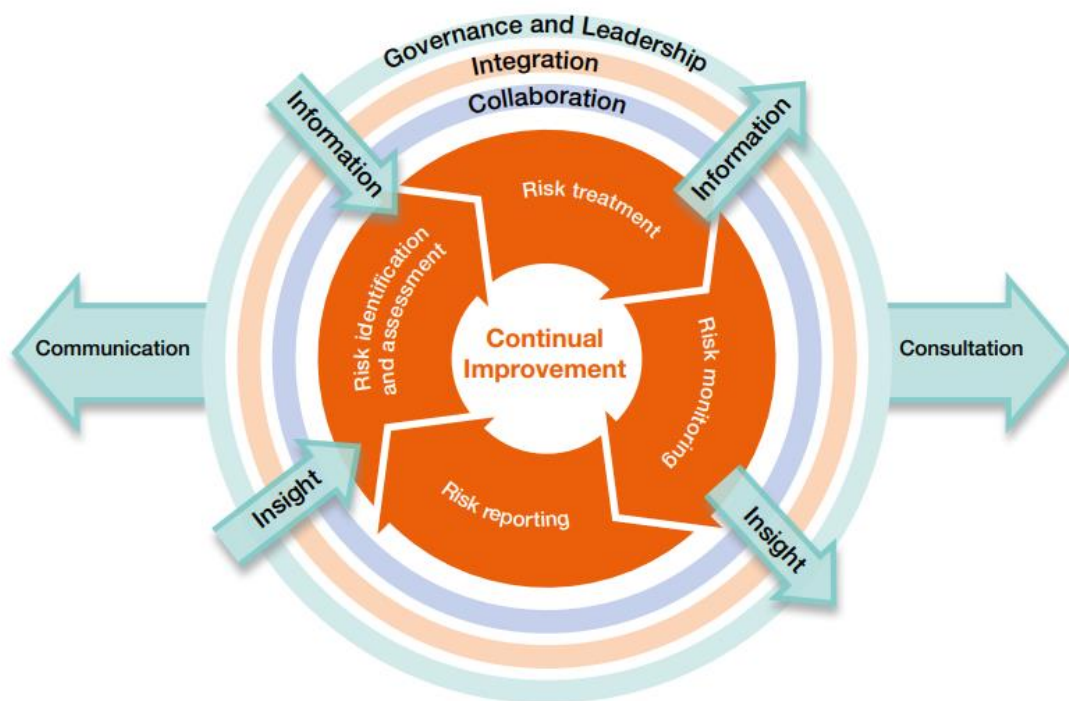 Governance and Leadership
Integration
Collaboration
Information
Information
Risk treatment
Risk identification
and assessment
Communication
Continual
Improvement
Risk monitoring
Consultation
Insight
Risk reporting
Insight